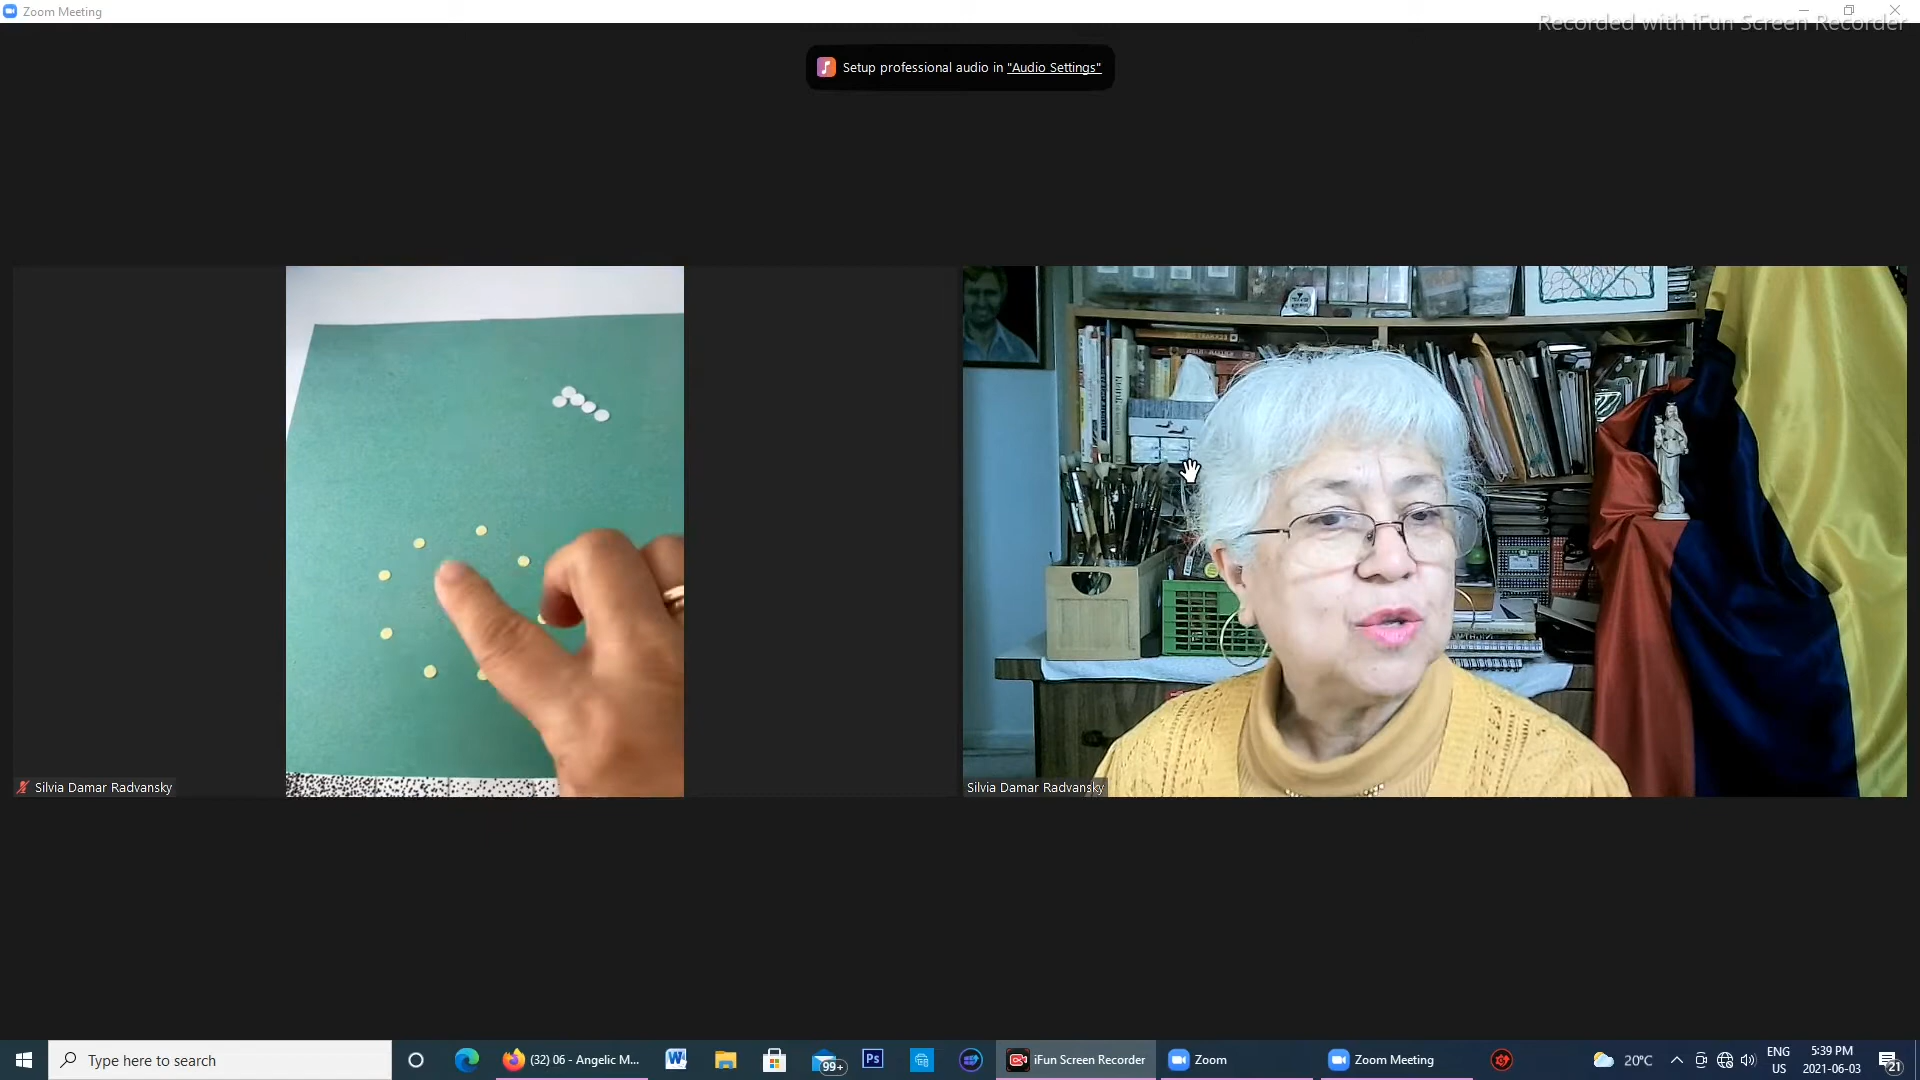 Zoom Meeting
Recorded with iFun Screen Recorder
Setup professional audio in "Audio Settings"
Silvia Damar Radvansky
Silvia Damar Radvansky
Type here to search
(32) 06 - Angelic M...
99+
Ps
iFun Screen Recorder
Zoom
Zoom Meeting
20°C
ENG
US
5:39 PM
2021-06-03
21